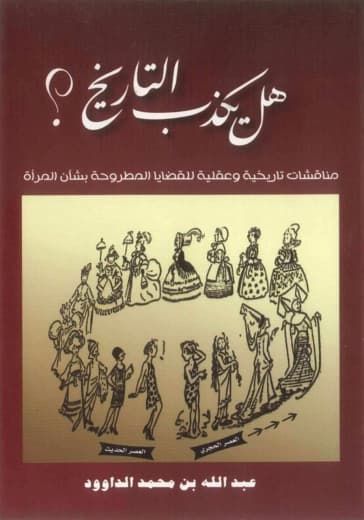 هل يكذب التاريخ ؟
مناقشات تاريخية وعقلية للقضايا المطروحة بشأن المرأة
العصر الحجري
العصر الحديث
عبد الله بن محمد الداوود